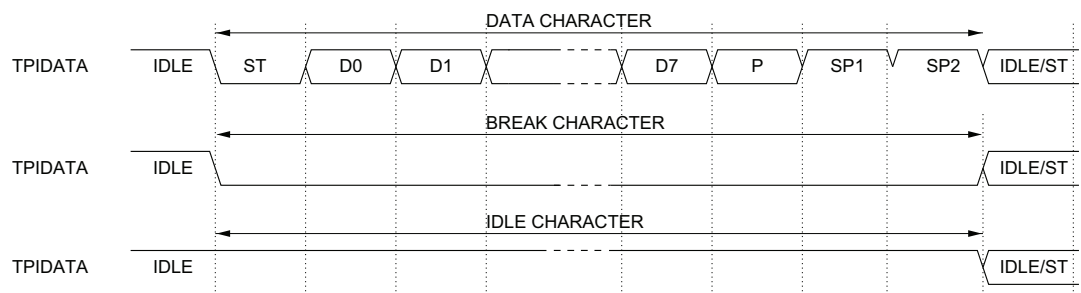 DATA CHARACTER
TPIDATA IDLE ST D0 D1 D7 P SP1 SP2 IDLE/ST
BREAK CHARACTER
TPIDATA IDLE IDLE/ST
IDLE CHARACTER
TPIDATA IDLE IDLE/ST